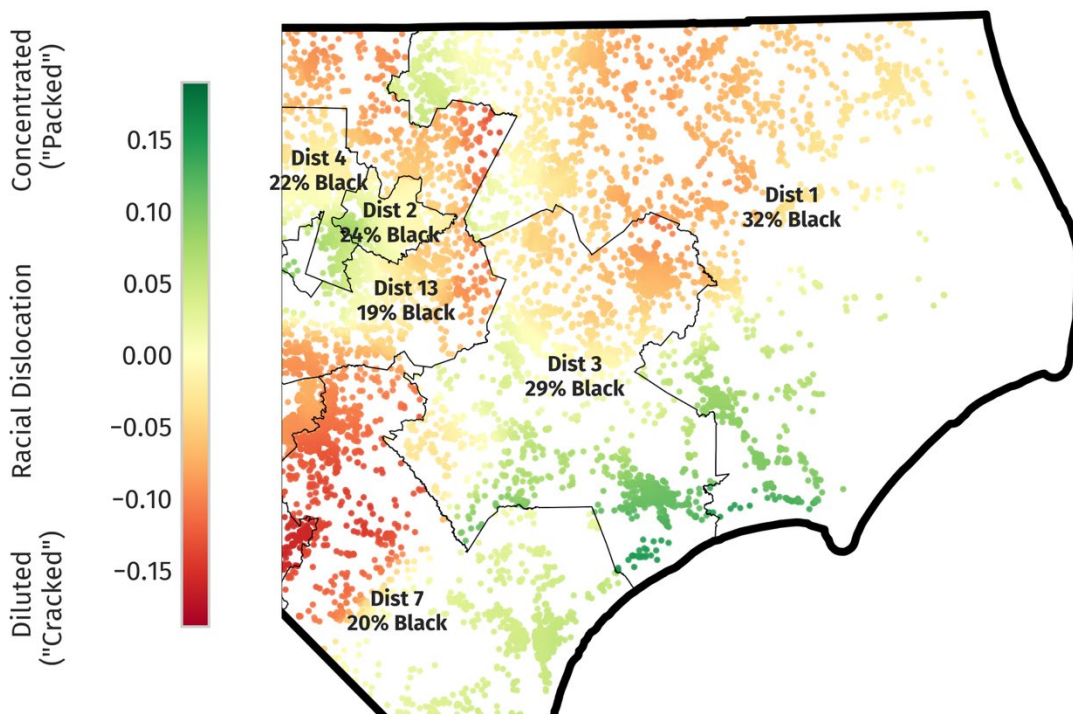 Concentrated
("Packed")
Racial Dislocation
Diluted
("Cracked")
0.15
0.10
0.05
0.00
−0.05
−0.10
−0.15
Dist 4
22% Black
Dist 2
24% Black
Dist 1
32% Black
Dist 13
19% Black
Dist 3
29% Black
Dist 7
20% Black